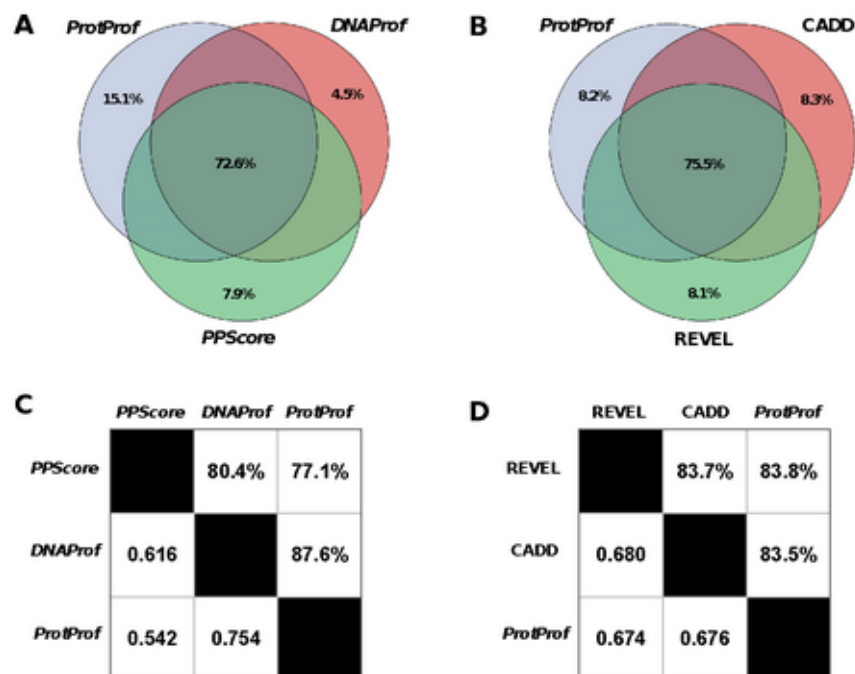 A
ProtProf
DNAProf
15.1%
4.5%
72.6%
7.9%
PPScore
B
ProtProf
CADD
8.2%
8.3%
75.5%
8.1%
REVEL
C
PPScore DNAProf ProtProf
PPScore 80.4% 77.1%
DNAProf 0.616 87.6%
ProtProf 0.542 0.754
D
REVEL CADD ProtProf
REVEL 83.7% 83.8%
CADD 0.680 83.5%
ProtProf 0.674 0.676